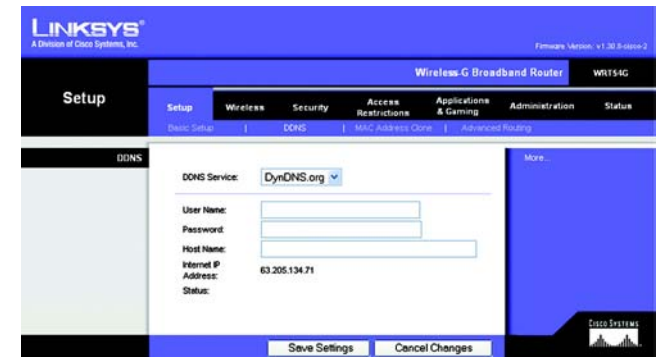 LINKSYS®
A Division of Cisco Systems, Inc.
Firmware Version: v1.30.5-cisco-2
Wireless-G Broadband Router WRT54G
Setup
Setup Wireless Security Access Restrictions Applications & Gaming Administration Status
Basic Setup | DDNS | MAC Address Clone | Advanced Routing
DDNS
More...
DDNS Service: DynDNS.org
User Name:
Password:
Host Name:
Internet IP Address: 63.205.134.71
Status:
CISCO SYSTEMS
Save Settings Cancel Changes